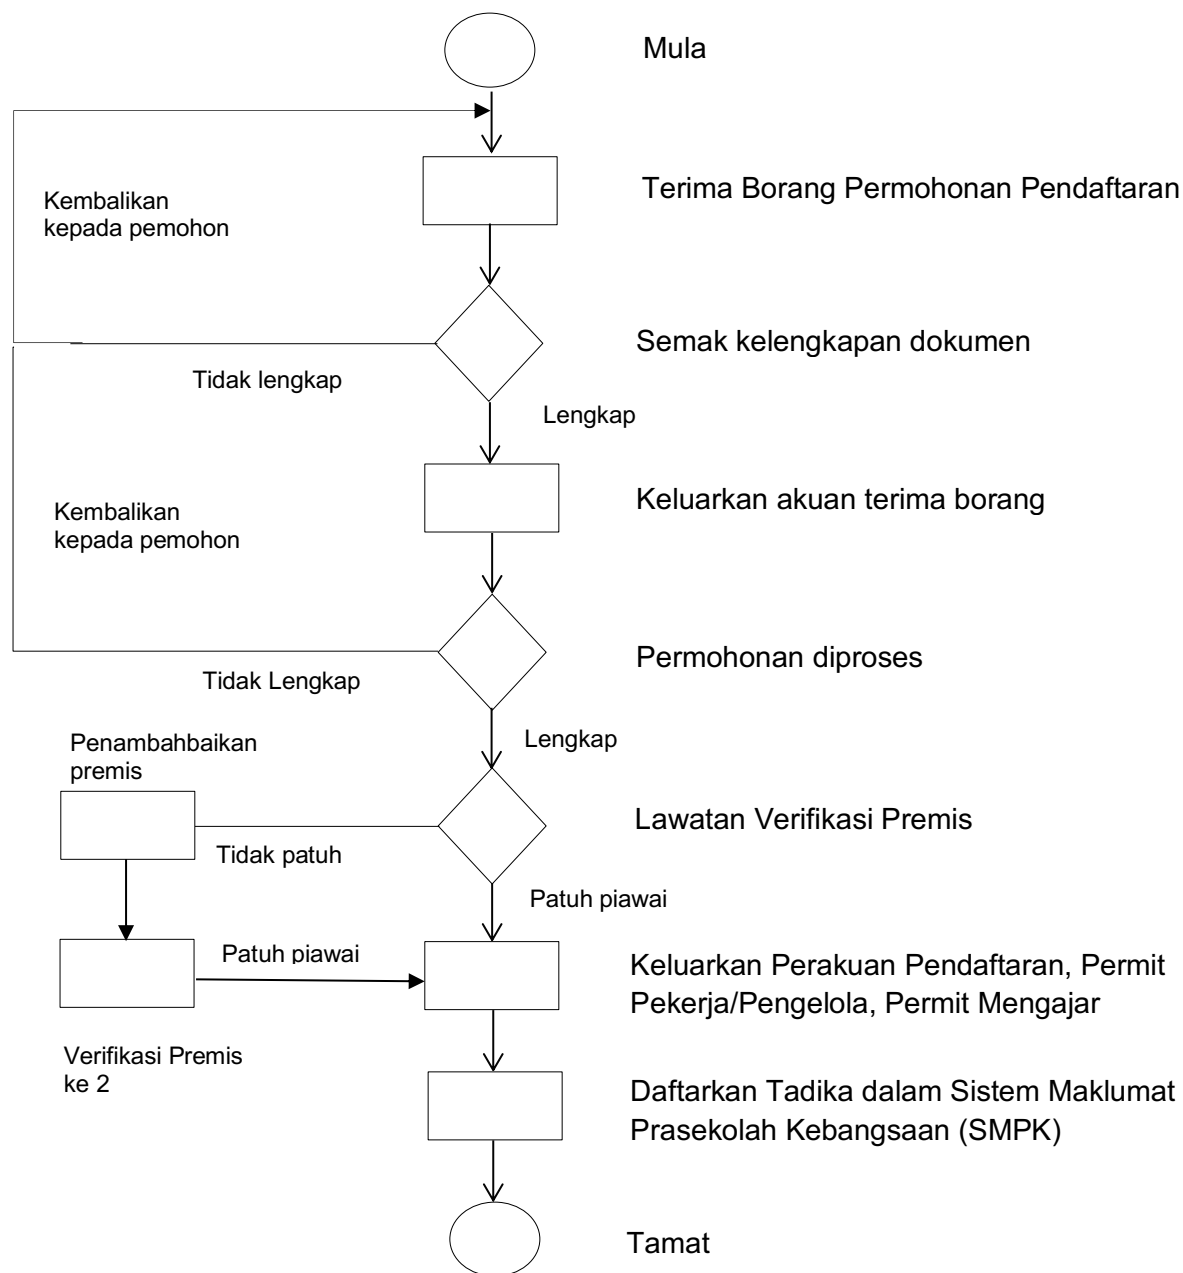 Mula
Terima Borang Permohonan Pendaftaran
Kembalikan
kepada pemohon
Semak kelengkapan dokumen
Tidak lengkap
Lengkap
Keluarkan akuan terima borang
Kembalikan
kepada pemohon
Permohonan diproses
Tidak Lengkap
Lengkap
Penambahbaikan
premis
Lawatan Verifikasi Premis
Tidak patuh
Patuh piawai
Patuh piawai
Keluarkan Perakuan Pendaftaran, Permit
Pekerja/Pengelola, Permit Mengajar
Verifikasi Premis
ke 2
Daftarkan Tadika dalam Sistem Maklumat
Prasekolah Kebangsaan (SMPK)
Tamat